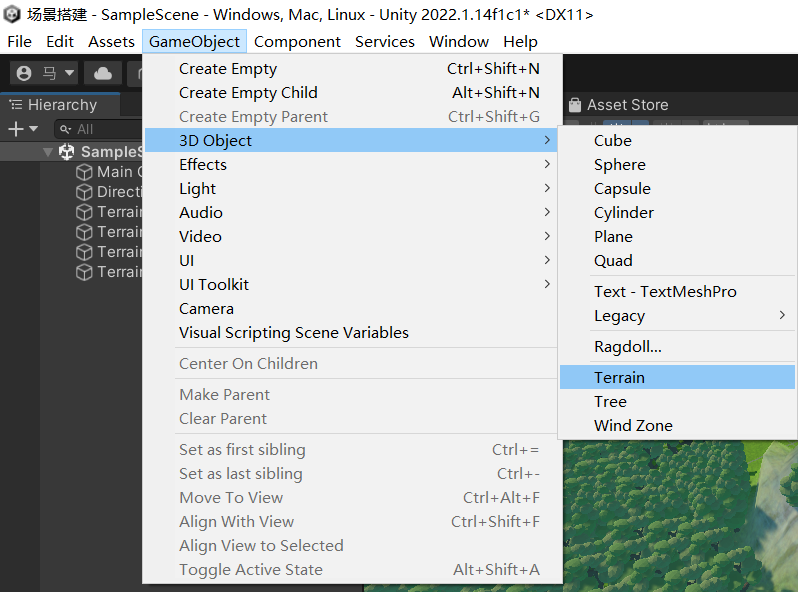 场景搭建 - SampleScene - Windows, Mac, Linux - Unity 2022.1.14f1c1* <DX11>
File Edit Assets GameObject Component Services Window Help
马
Hierarchy
Asset Store
All
SampleS
Main C
Directi
Terrain
Terrain
Terrain
Terrain
Create Empty Ctrl+Shift+N
Create Empty Child Alt+Shift+N
Create Empty Parent Ctrl+Shift+G
3D Object
Effects
Light
Audio
Video
UI
UI Toolkit
Camera
Visual Scripting Scene Variables
Center On Children
Make Parent
Clear Parent
Set as first sibling Ctrl+=
Set as last sibling Ctrl+-
Move To View Ctrl+Alt+F
Align With View Ctrl+Shift+F
Align View to Selected
Toggle Active State Alt+Shift+A
Cube
Sphere
Capsule
Cylinder
Plane
Quad
Text - TextMeshPro
Legacy
Ragdoll...
Terrain
Tree
Wind Zone